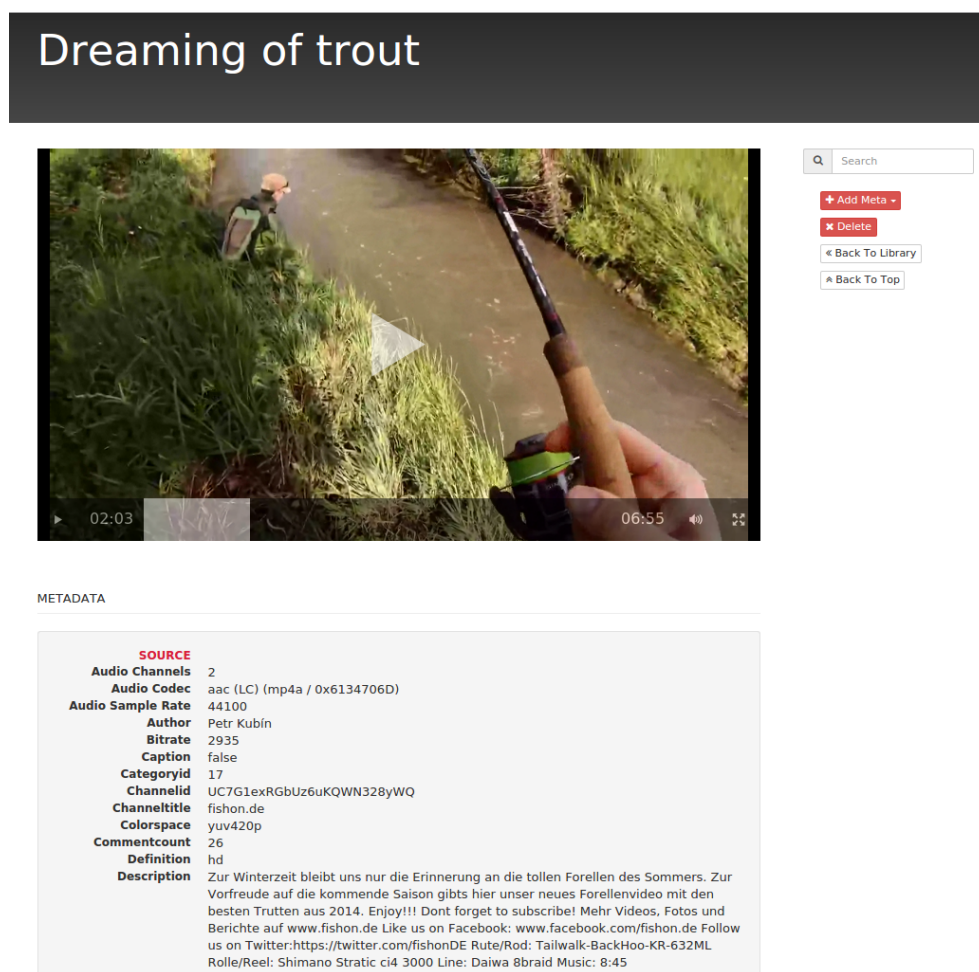 Dreaming of trout
Search
Add Meta
Delete
« Back To Library
Back To Top
02:03
06:55
METADATA
SOURCE
Audio Channels 2
Audio Codec aac (LC) (mp4a / 0x6134706D)
Audio Sample Rate 44100
Author Petr Kubín
Bitrate 2935
Caption false
Categoryid 17
Channelid UC7G1exRGbUz6uKQWN328yWQ
Channeltitle fishon.de
Colorspace yuv420p
Commentcount 26
Definition hd
Description Zur Winterzeit bleibt uns nur die Erinnerung an die tollen Forellen des Sommers. Zur
Vorfreude auf die kommende Saison gibts hier unser neues Forellenvideo mit den
besten Trutten aus 2014. Enjoy!!! Dont forget to subscribe! Mehr Videos, Fotos und
Berichte auf www.fishon.de Like us on Facebook: www.facebook.com/fishon.de Follow
us on Twitter:https://twitter.com/fishonDE Rute/Rod: Tailwalk-BackHoo-KR-632ML
Rolle/Reel: Shimano Stratic ci4 3000 Line: Daiwa 8braid Music: 8:45